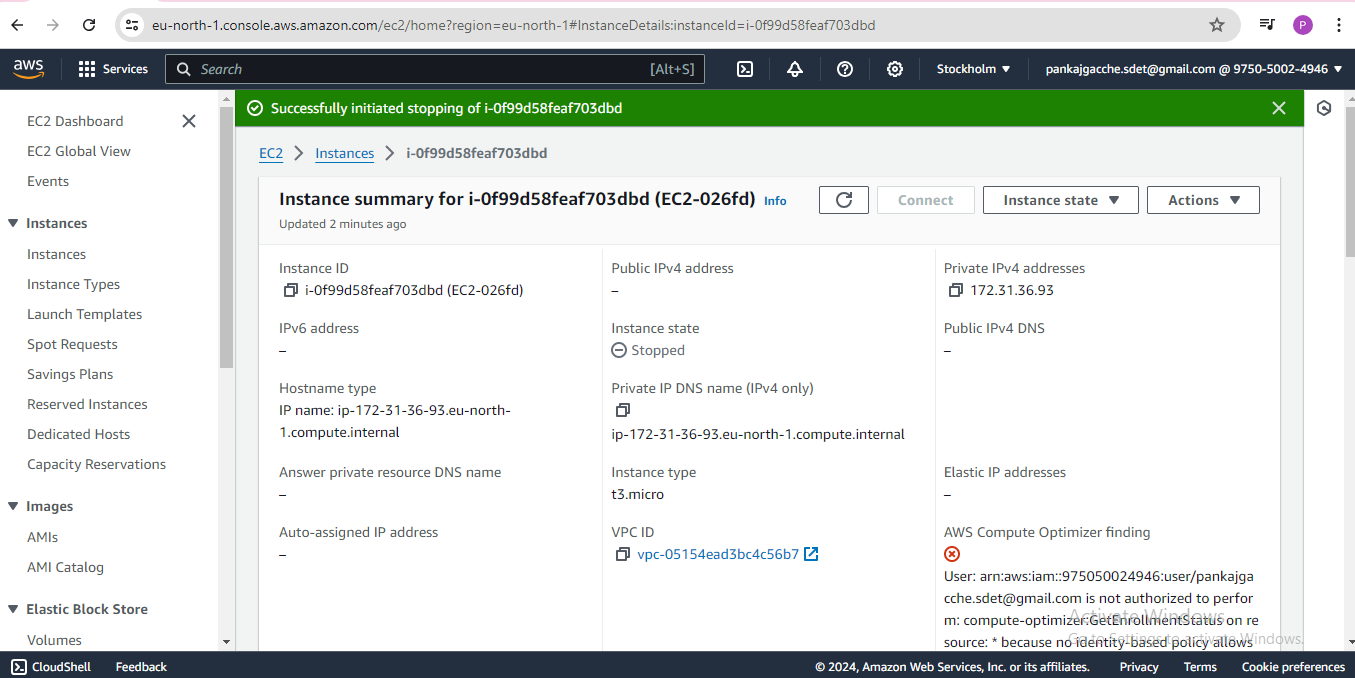 eu-north-1.console.aws.amazon.com/ec2/home?region=eu-north-1#InstanceDetails:instanceId=i-0f99d58feaf703dbd
P
aws
Services
Search
[Alt+S]
Stockholm
pankajgacche.sdet@gmail.com @ 9750-5002-4946
EC2 Dashboard
EC2 Global View
Events
Instances
Instances
Instance Types
Launch Templates
Spot Requests
Savings Plans
Reserved Instances
Dedicated Hosts
Capacity Reservations
Images
AMIs
AMI Catalog
Elastic Block Store
Volumes
Successfully initiated stopping of i-0f99d58feaf703dbd
EC2
Instances
i-0f99d58feaf703dbd
Instance summary for i-0f99d58feaf703dbd (EC2-026fd) Info
Updated 2 minutes ago
Connect
Instance state
Actions
Instance ID
i-0f99d58feaf703dbd (EC2-026fd)
Public IPv4 address
–
Private IPv4 addresses
172.31.36.93
IPv6 address
–
Instance state
Stopped
Public IPv4 DNS
–
Hostname type
IP name: ip-172-31-36-93.eu-north-
1.compute.internal
Private IP DNS name (IPv4 only)
ip-172-31-36-93.eu-north-1.compute.internal
Answer private resource DNS name
–
Instance type
t3.micro
Elastic IP addresses
–
Auto-assigned IP address
–
VPC ID
vpc-05154ead3bc4c56b7
AWS Compute Optimizer finding
User: arn:aws:iam::975050024946:user/pankajga
cche.sdet@gmail.com is not authorized to perfor
m: compute-optimizer:GetEnrollmentStatus on re
source: * because no identity-based policy allows
Activate Windows
Go to Settings to activate Windows.
CloudShell
Feedback
© 2024, Amazon Web Services, Inc. or its affiliates.
Privacy
Terms
Cookie preferences